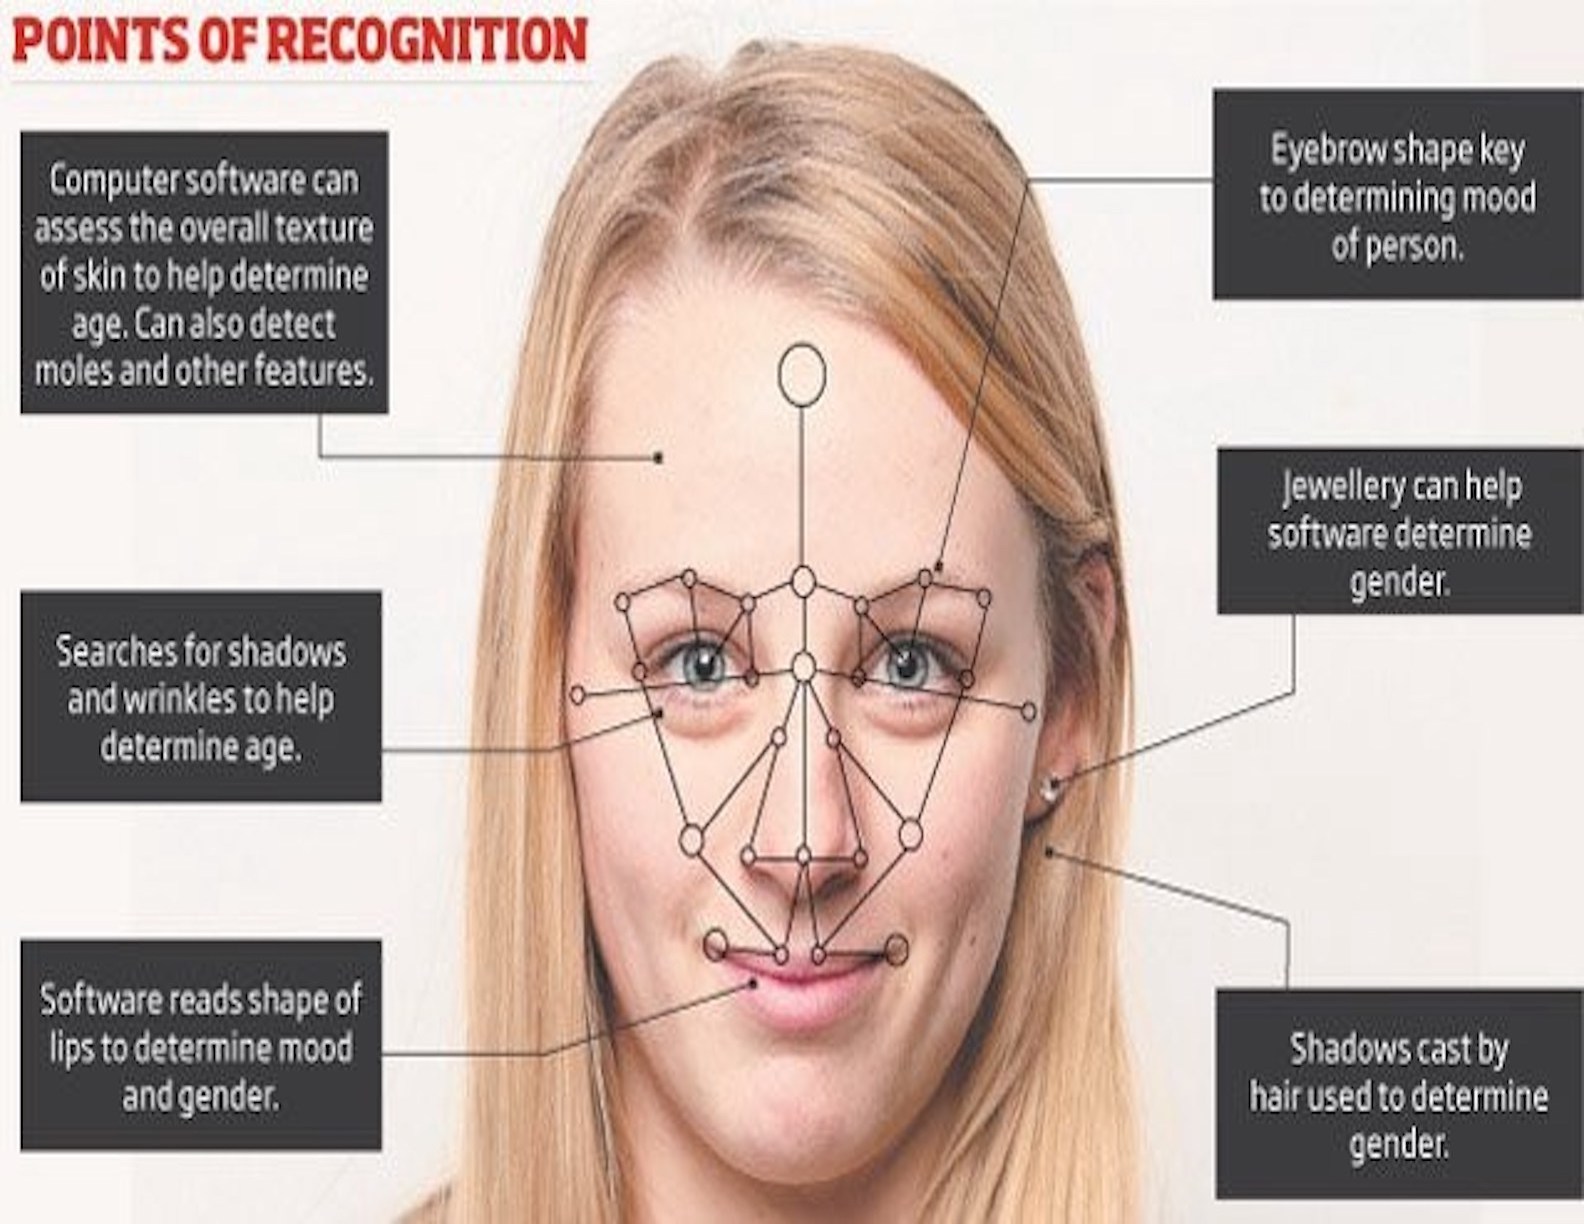 POINTS OF RECOGNITION
Computer software can
assess the overall texture
of skin to help determine
age. Can also detect
moles and other features.
Searches for shadows
and wrinkles to help
determine age.
Software reads shape of
lips to determine mood
and gender.
Eyebrow shape key
to determining mood
of person.
Jewellery can help
software determine
gender.
Shadows cast by
hair used to determine
gender.